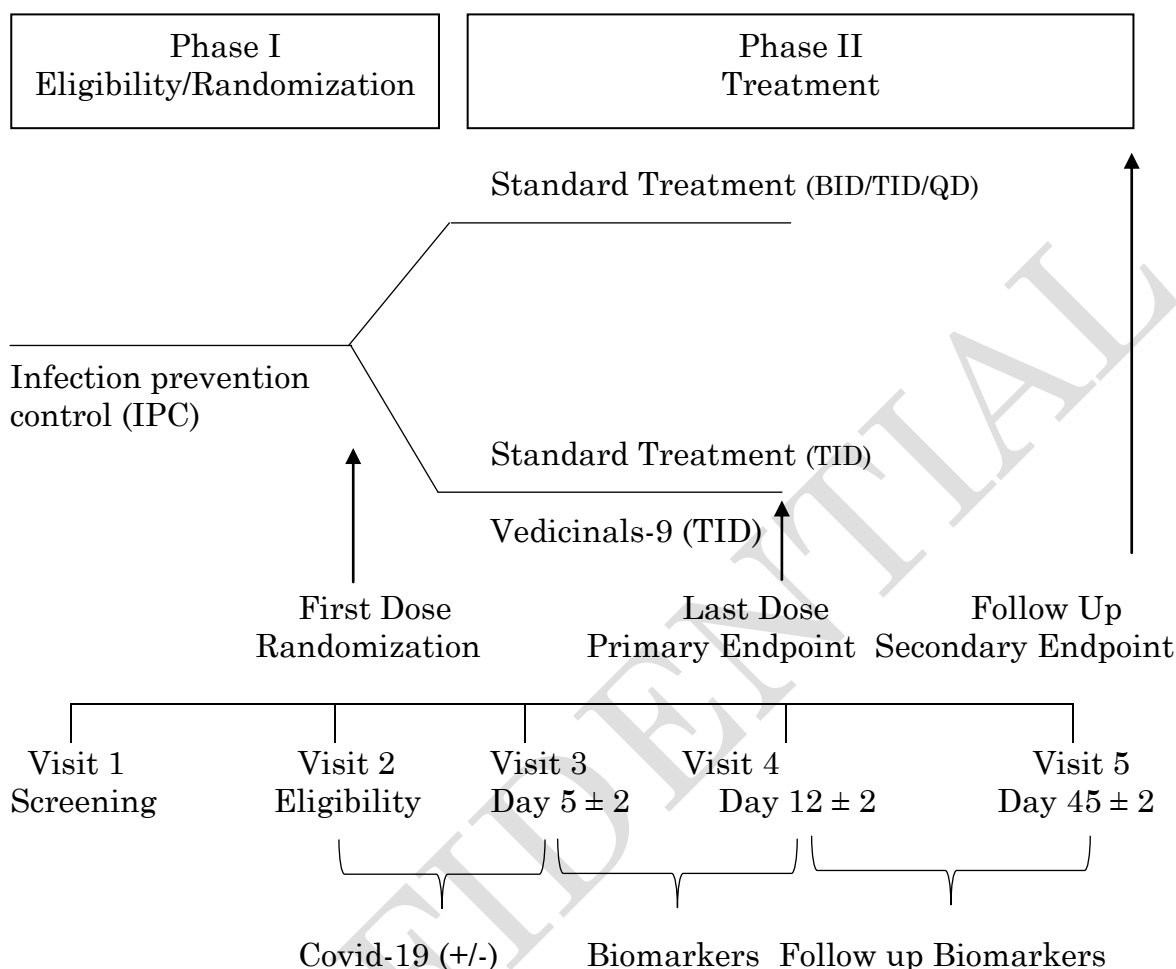 Phase I
Eligibility/Randomization
Phase II
Treatment
Standard Treatment (BID/TID/QD)
Infection prevention
control (IPC)
Standard Treatment (TID)
Vedicinals-9 (TID)
First Dose
Randomization
Last Dose
Primary Endpoint
Follow Up
Secondary Endpoint
Visit 1
Screening
Visit 2
Eligibility
Visit 3
Day 5 ± 2
Visit 4
Day 12 ± 2
Visit 5
Day 45 ± 2
Covid-19 (+/-)
Biomarkers
Follow up Biomarkers
FIDENTIAL